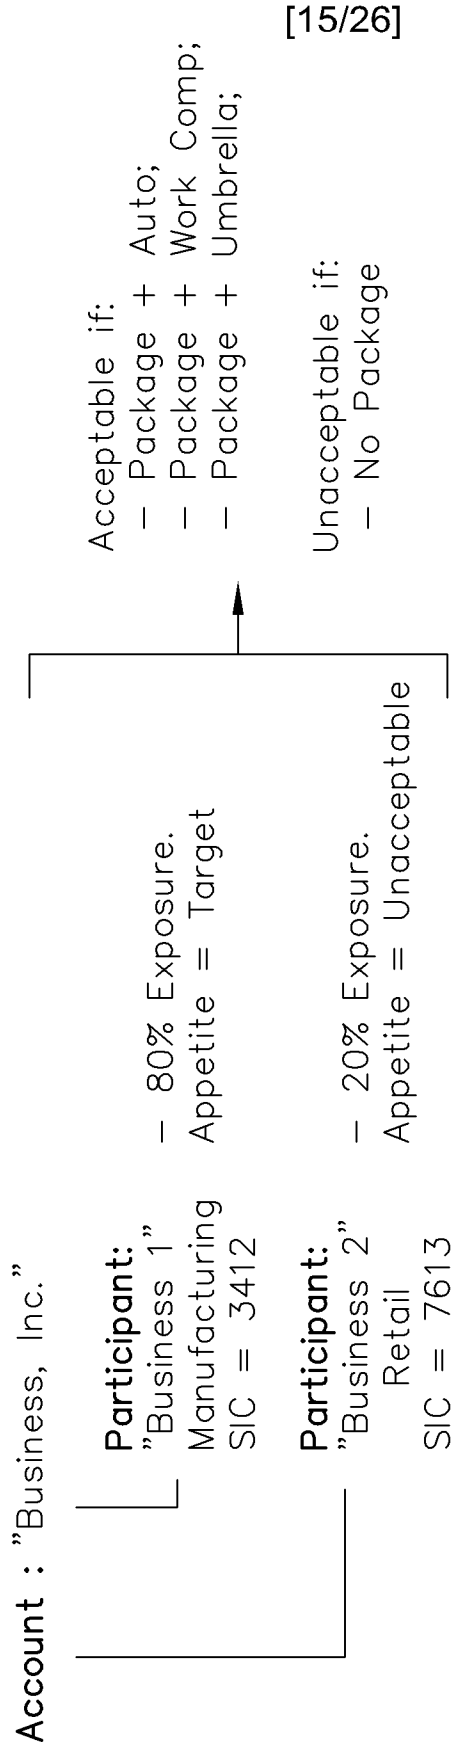 [15/26]
Account : "Business, Inc."
Participant:
"Business 1"
Manufacturing
SIC = 3412
– 80% Exposure.
Appetite = Target
Participant:
"Business 2"
Retail
SIC = 7613
– 20% Exposure.
Appetite = Unacceptable
Acceptable if:
– Package + Auto;
– Package + Work Comp;
– Package + Umbrella;
Unacceptable if:
– No Package